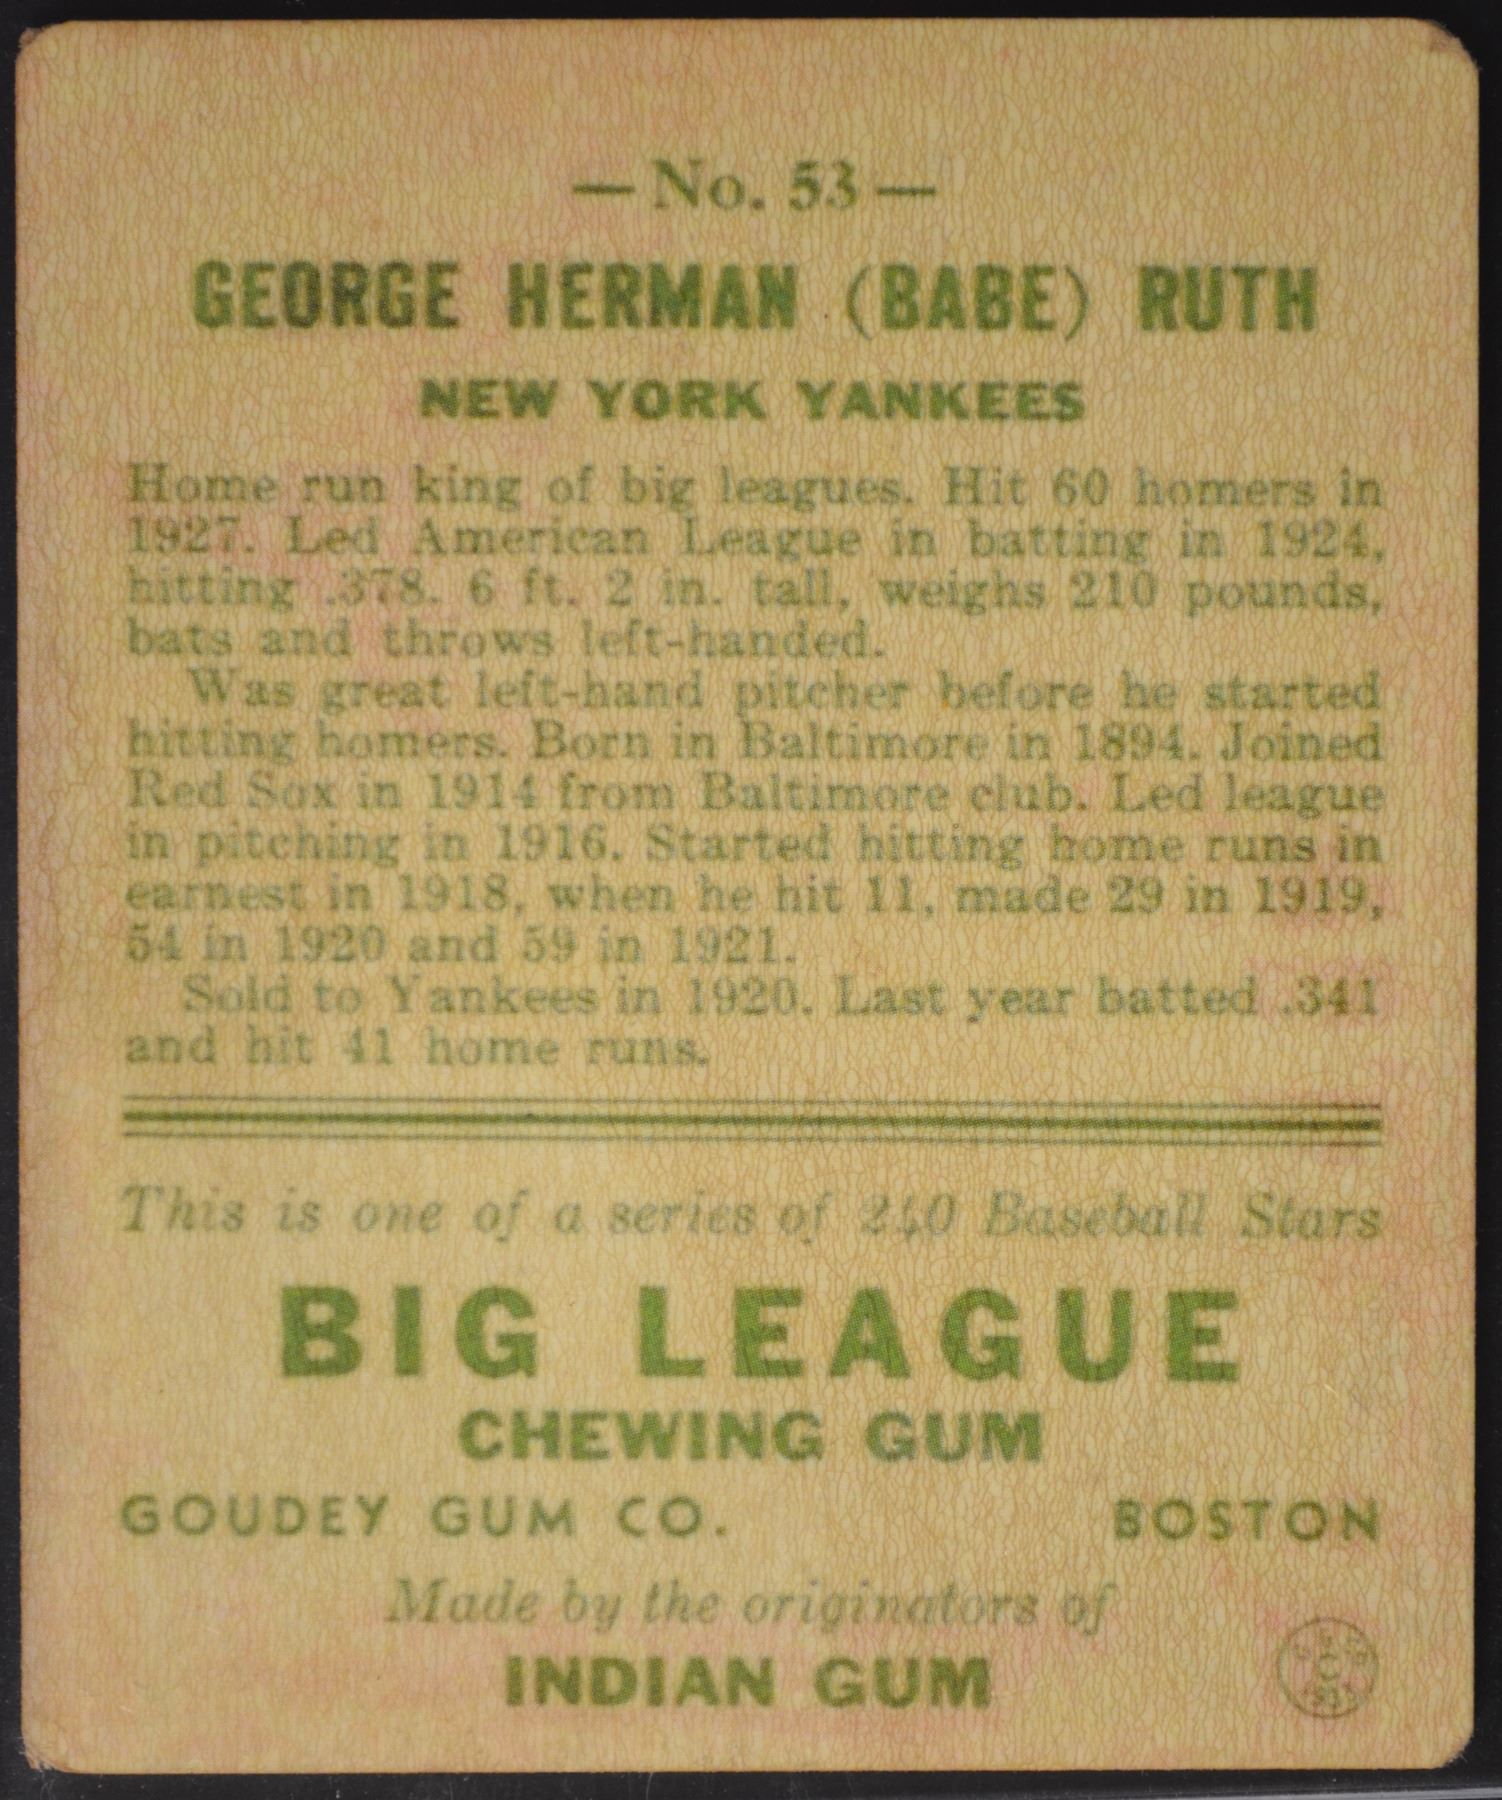 — No. 53 —
GEORGE HERMAN (BABE) RUTH
NEW YORK YANKEES
Home run king of big leagues. Hit 60 homers in
1927. Led American League in batting in 1924,
hitting .378. 6 ft. 2 in. tall, weighs 210 pounds,
bats and throws left-handed.
Was great left-hand pitcher before he started
hitting homers. Born in Baltimore in 1894. Joined
Red Sox in 1914 from Baltimore club. Led league
in pitching in 1916. Started hitting home runs in
earnest in 1918, when he hit 11, made 29 in 1919,
54 in 1920 and 59 in 1921.
Sold to Yankees in 1920. Last year batted .341
and hit 41 home runs.
This is one of a series of 240 Baseball Stars
BIG LEAGUE
CHEWING GUM
GOUDEY GUM CO. BOSTON
Made by the originators of
INDIAN GUM